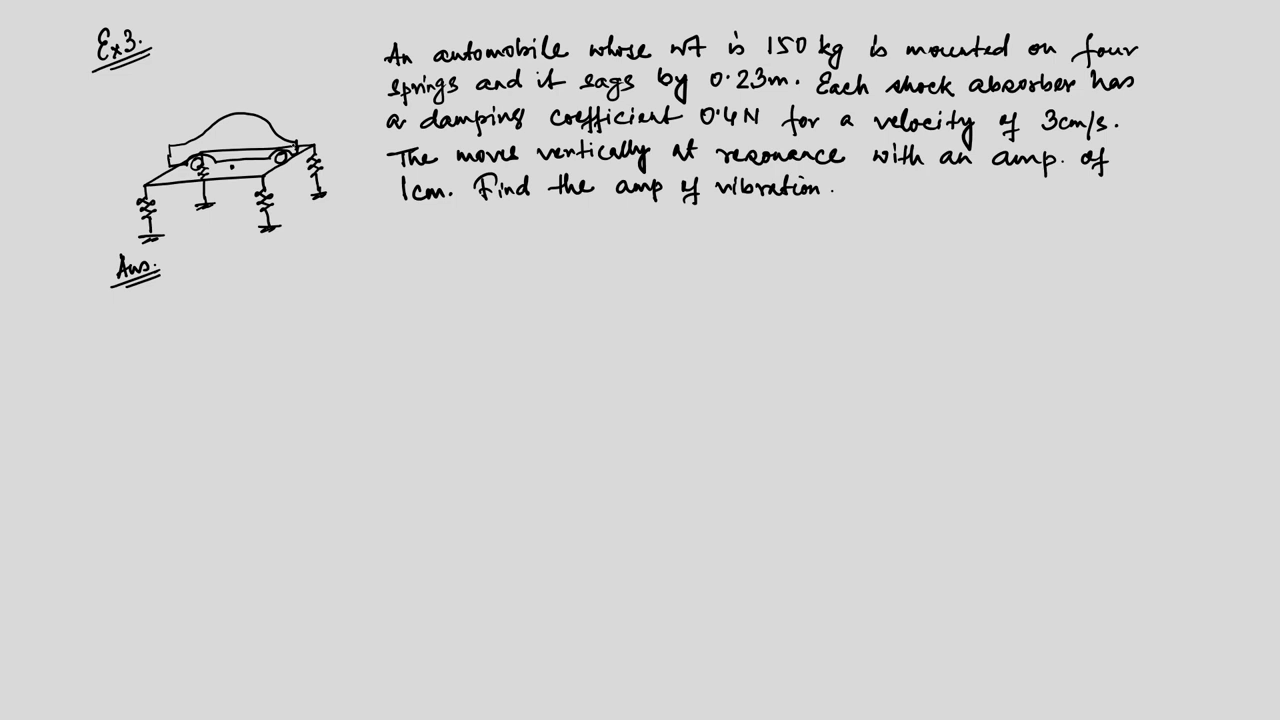 Ex3.
An automobile whose wt is 150 kg is mounted on four
springs and it sags by 0.23m. Each shock absorber has
a damping coefficient 0.4N for a velocity of 3cm/s.
The moves vertically at resonance with an amp. of
1cm. Find the amp of vibration.
Ans.